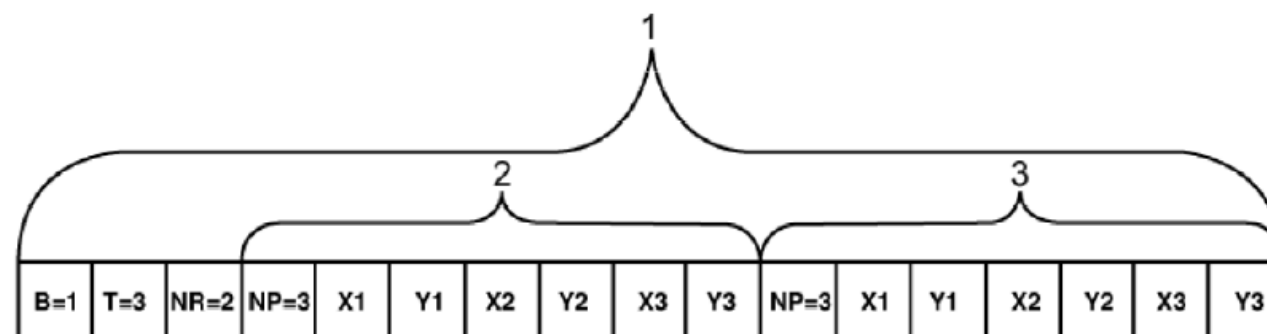 1
2 3
B=1 T=3 NR=2 NP=3 X1 Y1 X2 Y2 X3 Y3 NP=3 X1 Y1 X2 Y2 X3 Y3